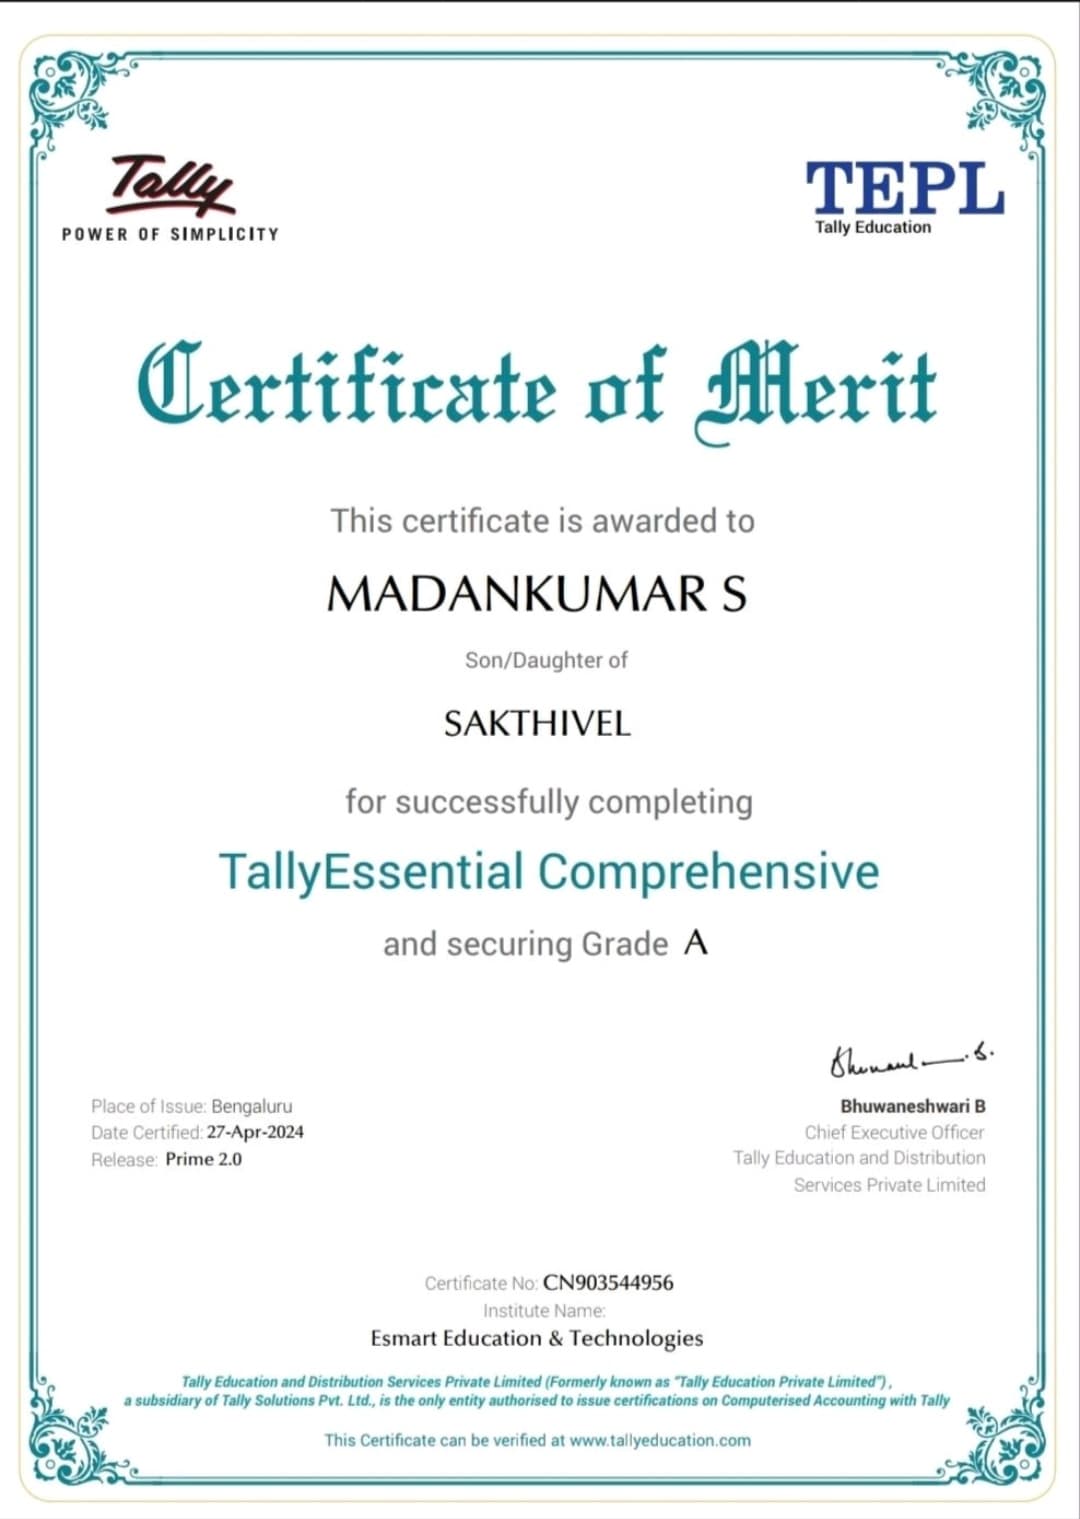 Tally
POWER OF SIMPLICITY
TEPL
Tally Education
Certificate of Merit
This certificate is awarded to
MADANKUMAR S
Son/Daughter of
SAKTHIVEL
for successfully completing
TallyEssential Comprehensive
and securing Grade A
Place of Issue: Bengaluru
Date Certified: 27-Apr-2024
Release: Prime 2.0
Bhuwaneshwari B
Chief Executive Officer
Tally Education and Distribution
Services Private Limited
Certificate No: CN903544956
Institute Name:
Esmart Education & Technologies
Tally Education and Distribution Services Private Limited (Formerly known as "Tally Education Private Limited"),
a subsidiary of Tally Solutions Pvt. Ltd., is the only entity authorised to issue certifications on Computerised Accounting with Tally
This Certificate can be verified at www.tallyeducation.com